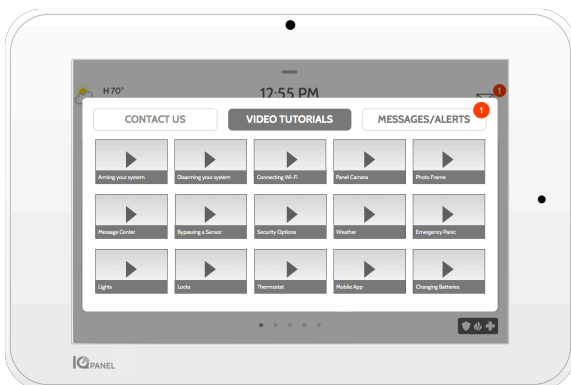 H 70°
12:55 PM
1
CONTACT US
VIDEO TUTORIALS
MESSAGES/ALERTS
1
Arming your system
Disarming your system
Connecting Wi-Fi
Panel Camera
Photo Frame
Message Center
Bypassing a Sensor
Security Options
Weather
Emergency Panic
Lights
Locks
Thermostat
Mobile App
Changing Batteries
IQ PANEL